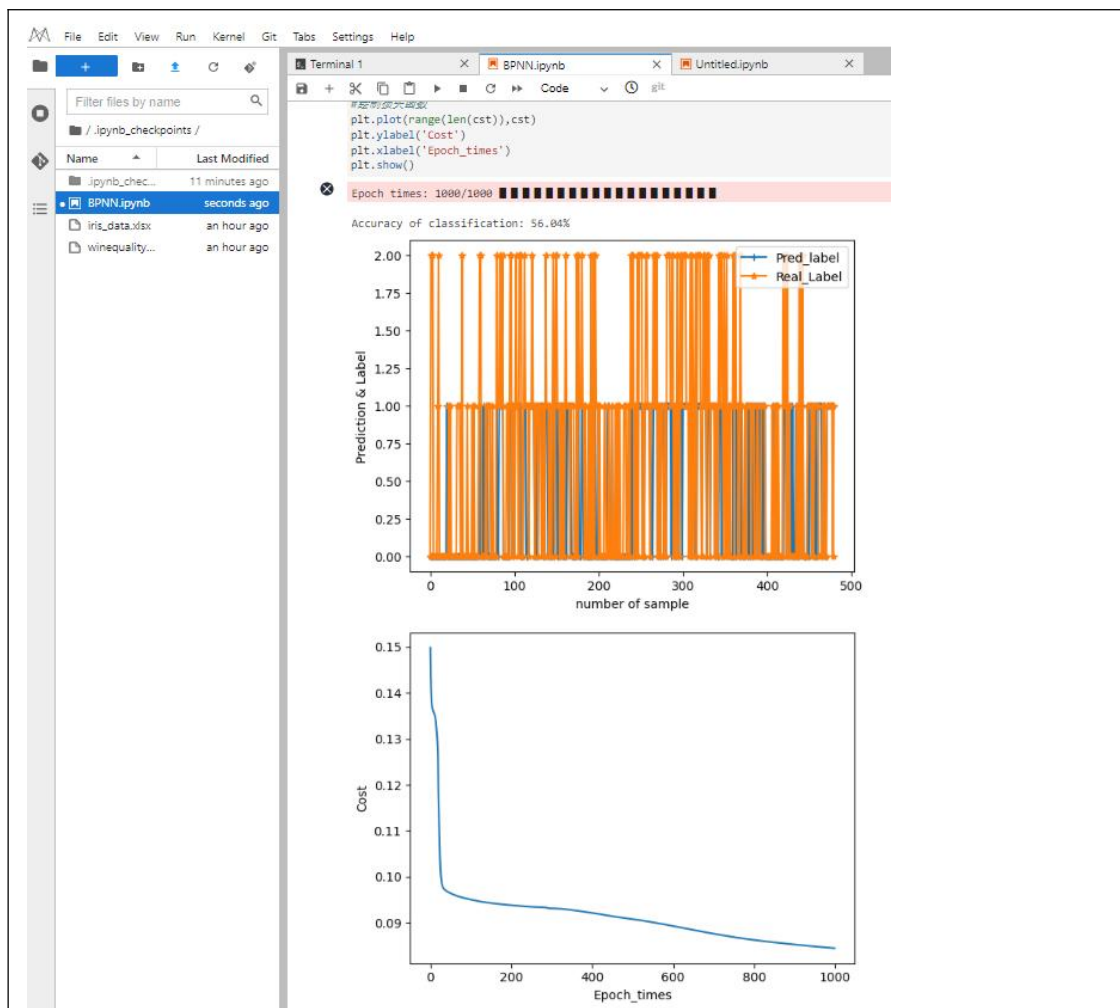 File Edit View Run Kernel Git Tabs Settings Help
Terminal 1
BPNN.ipynb
Untitled.ipynb
Filter files by name
Code
git
/ .ipynb_checkpoints /
Name
Last Modified
.ipynb_chec... 11 minutes ago
BPNN.ipynb seconds ago
iris_data.xlsx an hour ago
winequality... an hour ago
plt.plot(range(len(cst)),cst)
plt.ylabel('Cost')
plt.xlabel('Epoch_times')
plt.show()
Epoch times: 1000/1000
Accuracy of classification: 56.04%
Pred_label
Real_Label
2.00
1.75
1.50
1.25
1.00
0.75
0.50
0.25
0.00
Prediction & Label
0 100 200 300 400 500
number of sample
0.15
0.14
0.13
0.12
0.11
0.10
0.09
Cost
0 200 400 600 800 1000
Epoch_times